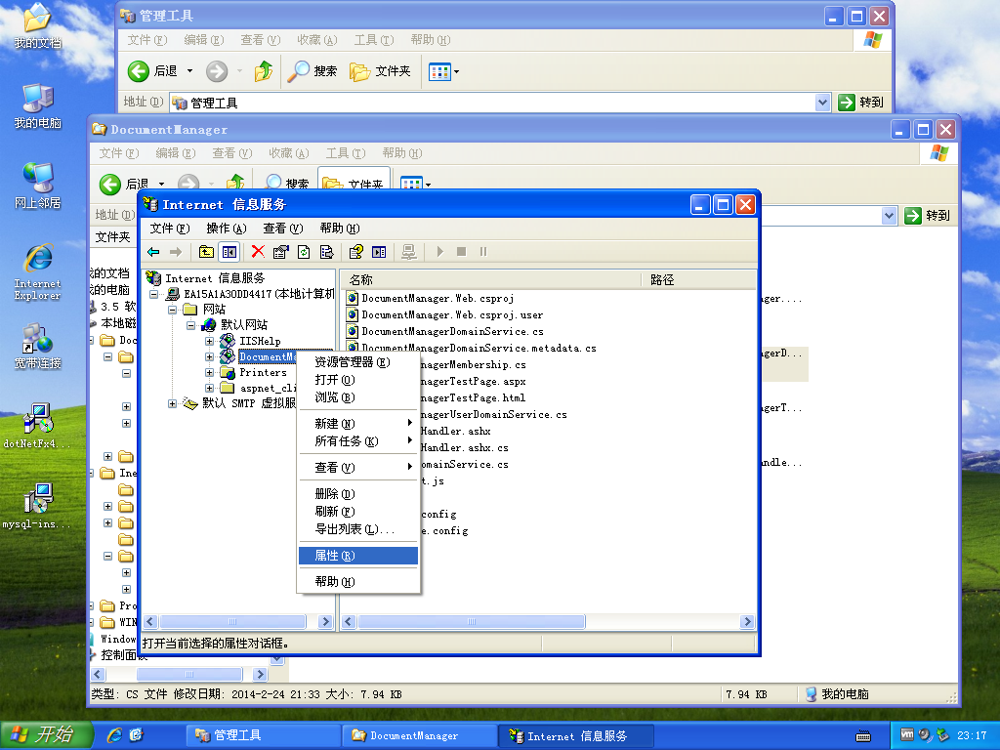 我的文档
我的电脑
网上邻居
Internet
Explorer
宽带连接
dotNetFx4...
mysql-ins...
管理工具
文件(F) 编辑(E) 查看(V) 收藏(A) 工具(T) 帮助(H)
后退 搜索 文件夹
地址(D) 管理工具 转到
DocumentManager
文件(F) 编辑(E) 查看(V) 收藏(A) 工具(T) 帮助(H)
后退 搜索 文件夹
地址(D) 转到
文件夹
我的文档
我的电脑
3.5 软
本地磁
Doc
Ine
Pro
WIN
Window
控制面板
Internet 信息服务
文件(F) 操作(A) 查看(V) 帮助(H)
Internet 信息服务
EA15A1A30DD4417(本地计算机
网站
默认网站
IISHelp
DocumentMa
Printers
aspnet_cli
默认 SMTP 虚拟服
名称 路径
DocumentManager.Web.csproj
DocumentManager.Web.csproj.user
DocumentManagerDomainService.cs
DocumentManagerDomainService.metadata.cs
nagerMembership.cs
nagerTestPage.aspx
nagerTestPage.html
nagerUserDomainService.cs
Handler.ashx
Handler.ashx.cs
omainService.cs
t.js
config
e.config
资源管理器(E)
打开(O)
浏览(B)
新建(N)
所有任务(K)
查看(V)
删除(D)
刷新(F)
导出列表(L)...
属性(R)
帮助(H)
打开当前选择的属性对话框。
nager....
nagerD...
nagerT...
andle...
类型: CS 文件 修改日期: 2014-2-24 21:33 大小: 7.94 KB 7.94 KB 我的电脑
开始 管理工具 DocumentManager Internet 信息服务 vm 23:17